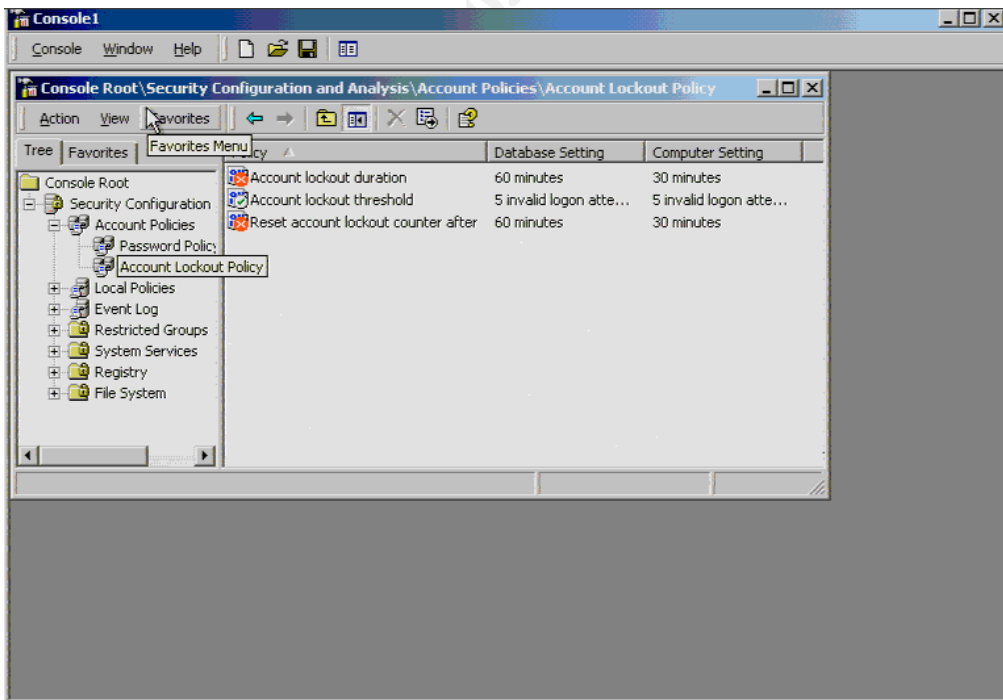 Console1
Console Window Help
Console Root\Security Configuration and Analysis\Account Policies\Account Lockout Policy
Action View Favorites
Favorites Menu
Tree Favorites
Database Setting Computer Setting
Console Root
Security Configuration
Account Policies
Password Policy
Account Lockout Policy
Local Policies
Event Log
Restricted Groups
System Services
Registry
File System
Account lockout duration 60 minutes 30 minutes
Account lockout threshold 5 invalid logon atte... 5 invalid logon atte...
Reset account lockout counter after 60 minutes 30 minutes